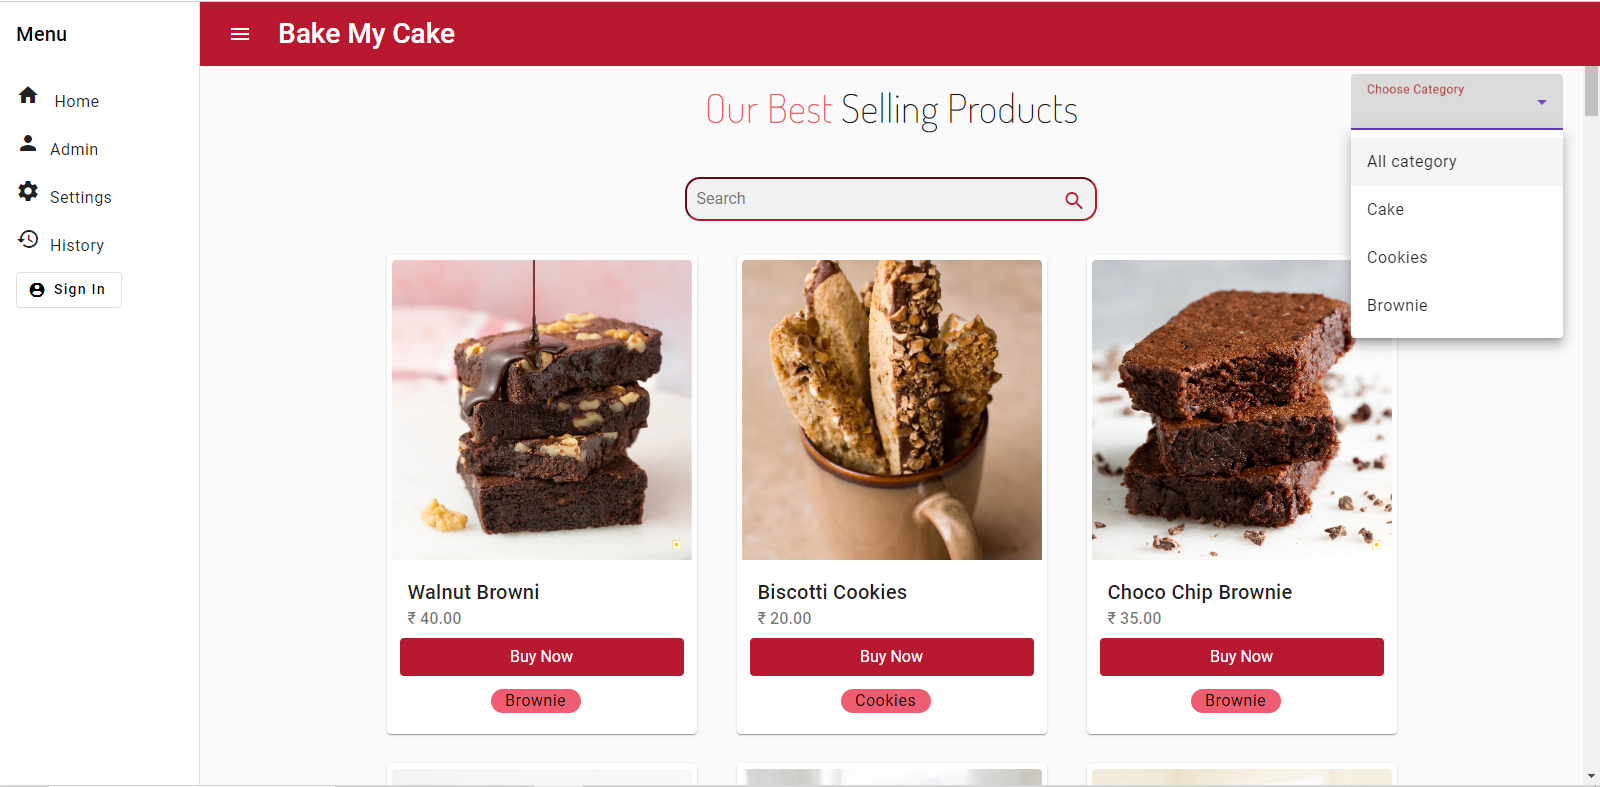 Menu
Home
Admin
Settings
History
Sign In
Bake My Cake
Our Best Selling Products
Search
Choose Category
All category
Cake
Cookies
Brownie
Walnut Browni
₹ 40.00
Buy Now
Brownie
Biscotti Cookies
₹ 20.00
Buy Now
Cookies
Choco Chip Brownie
₹ 35.00
Buy Now
Brownie